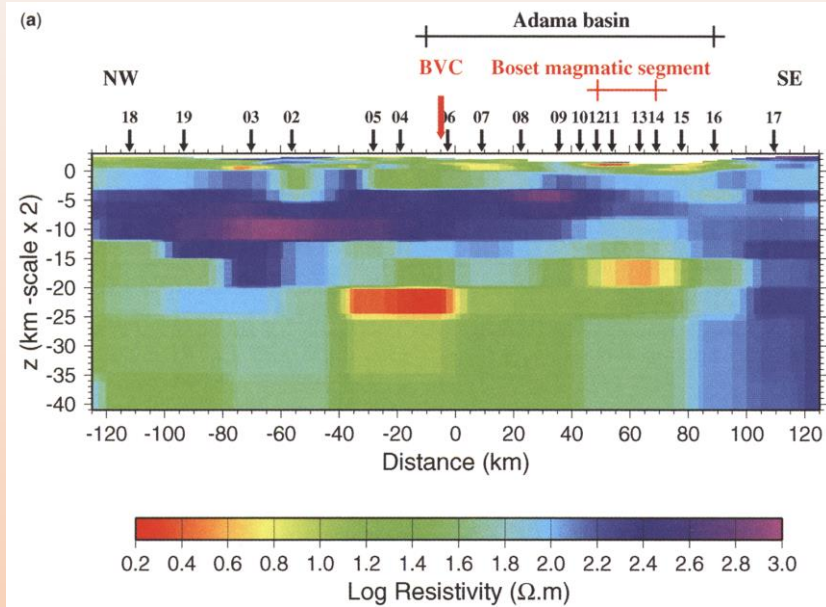 (a)
Adama basin
NW
BVC
Boset magmatic segment
SE
18 19 03 02 05 04 06 07 08 09 10 12 11 13 14 15 16 17
0
-5
-10
-15
-20
-25
-30
-35
-40
z (km -scale x 2)
-120 -100 -80 -60 -40 -20 0 20 40 60 80 100 120
Distance (km)
0.2 0.4 0.6 0.8 1.0 1.2 1.4 1.6 1.8 2.0 2.2 2.4 2.6 2.8 3.0
Log Resistivity (Ω.m)